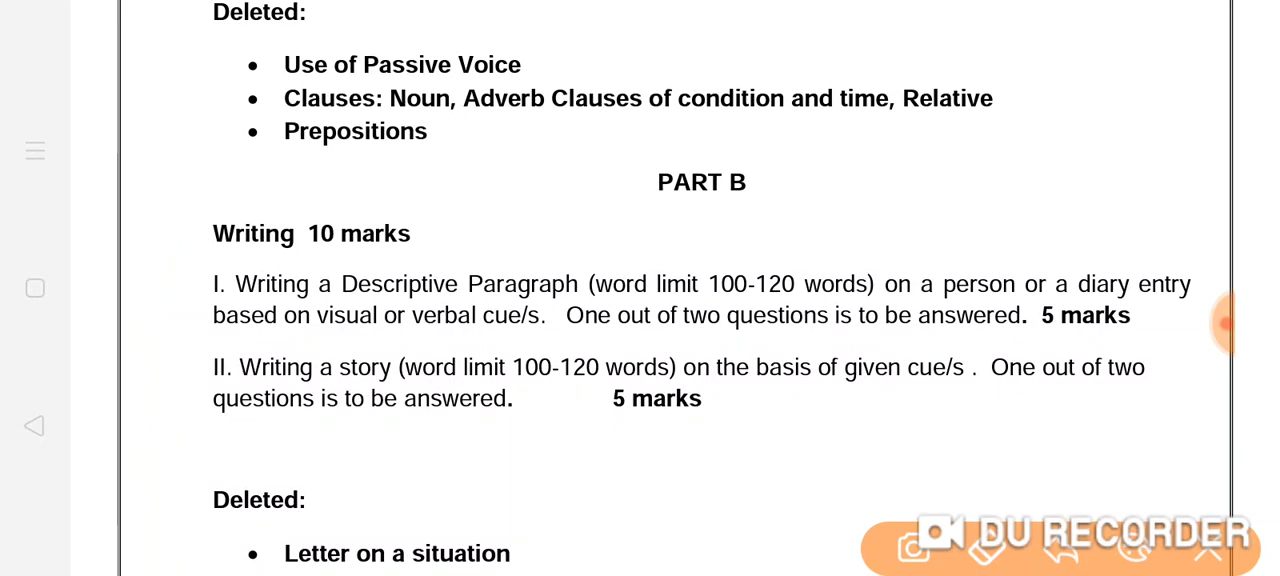 Deleted:
• Use of Passive Voice
• Clauses: Noun, Adverb Clauses of condition and time, Relative
• Prepositions
PART B
Writing 10 marks
I. Writing a Descriptive Paragraph (word limit 100-120 words) on a person or a diary entry
based on visual or verbal cue/s. One out of two questions is to be answered. 5 marks
II. Writing a story (word limit 100-120 words) on the basis of given cue/s . One out of two
questions is to be answered. 5 marks
Deleted:
• Letter on a situation
DU RECORDER